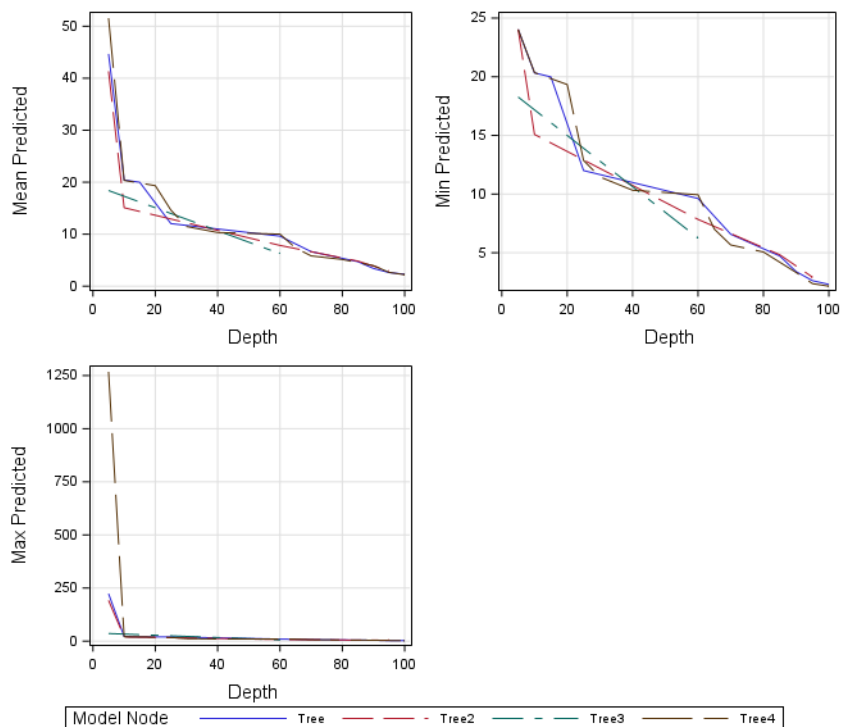 50
40
30
20
10
0
Mean Predicted
0 20 40 60 80 100
Depth
25
20
15
10
5
Min Predicted
0 20 40 60 80 100
Depth
1250
1000
750
500
250
0
Max Predicted
0 20 40 60 80 100
Depth
Model Node Tree Tree2 Tree3 Tree4